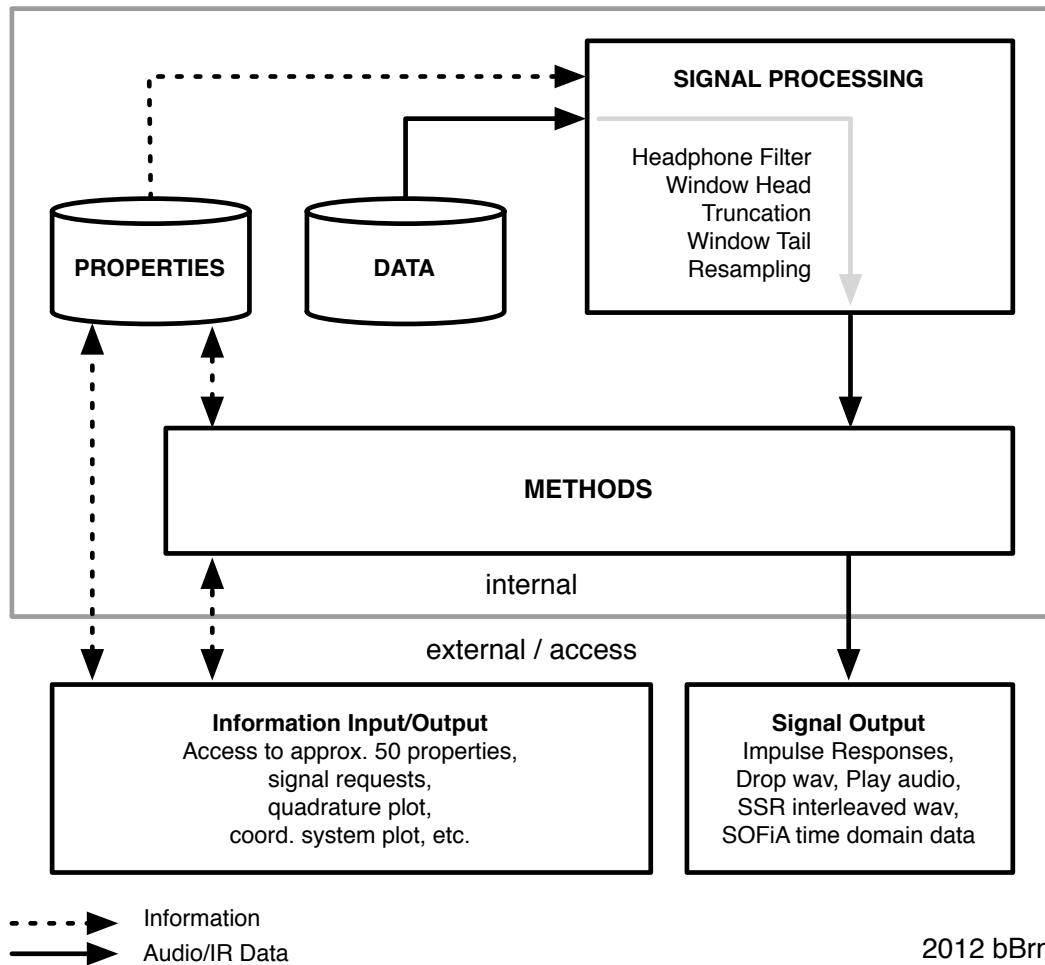 SIGNAL PROCESSING
Headphone Filter
Window Head
Truncation
Window Tail
Resampling
PROPERTIES
DATA
METHODS
internal
external / access
Information Input/Output
Access to approx. 50 properties,
signal requests,
quadrature plot,
coord. system plot, etc.
Signal Output
Impulse Responses,
Drop wav, Play audio,
SSR interleaved wav,
SOFiA time domain data
Information
Audio/IR Data
2012 bBrn